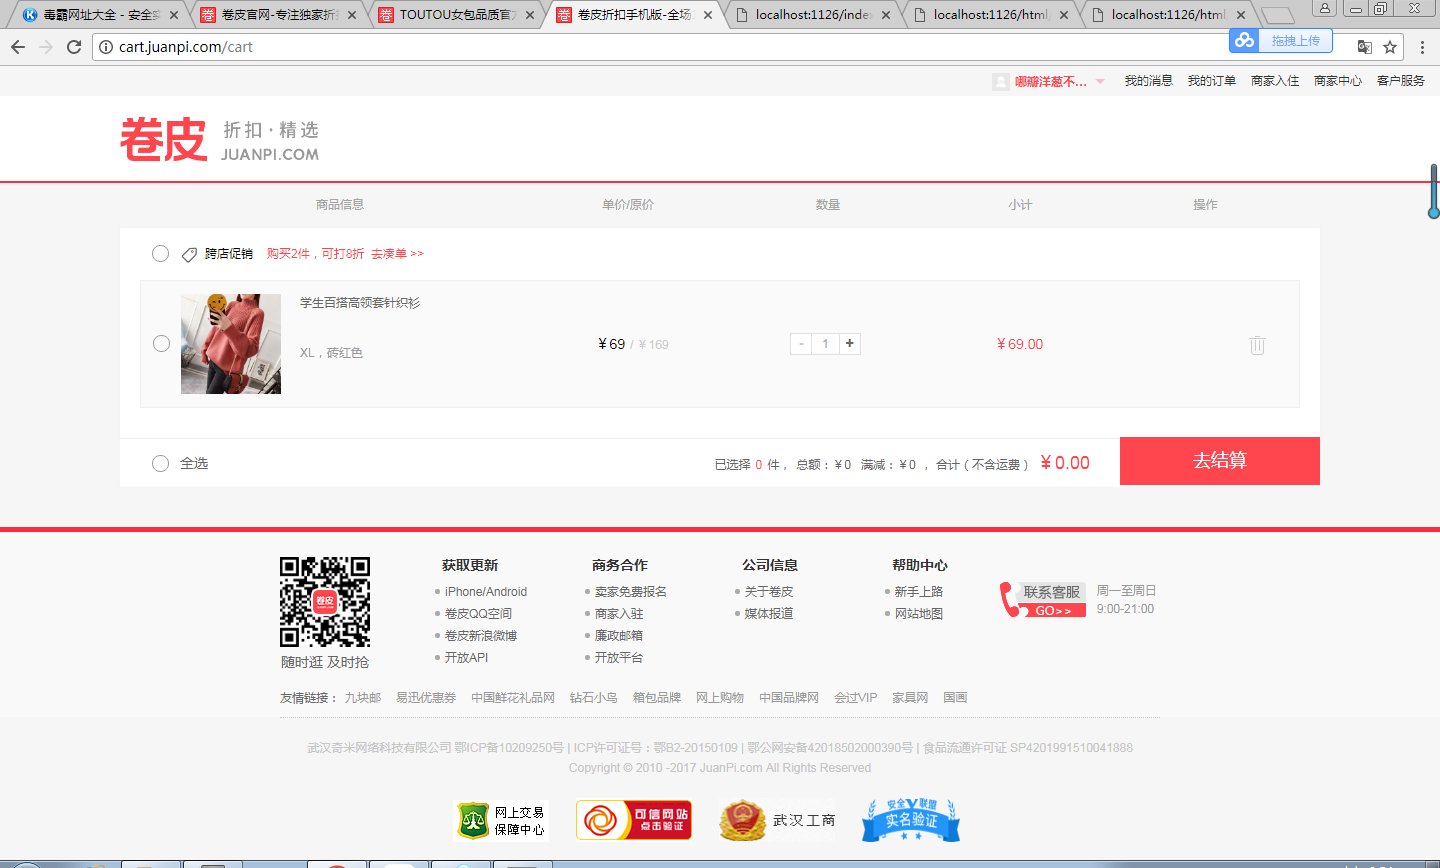 毒霸网址大全 - 安全实
卷皮官网-专注独家折
TOUTOU女包品质官
卷皮折扣手机版-全场
localhost:1126/index
localhost:1126/html
localhost:1126/html
cart.juanpi.com/cart
拖拽上传
哪瓣洋葱不... 我的消息 我的订单 商家入住 商家中心 客户服务
卷皮 折扣·精选
JUANPI.COM
商品信息 单价/原价 数量 小计 操作
跨店促销 购买2件，可打8折 去凑单 >>
学生百搭高领套针织衫
XL，砖红色
¥69 / ¥169 - 1 + ¥69.00
全选 已选择 0 件， 总额：¥0 满减：¥0 ， 合计（不含运费） ¥0.00 去结算
获取更新 商务合作 公司信息 帮助中心
iPhone/Android 卖家免费报名 关于卷皮 新手上路
卷皮QQ空间 商家入驻 媒体报道 网站地图
卷皮新浪微博 廉政邮箱
开放API 开放平台
联系客服 周一至周日
GO>> 9:00-21:00
卷皮
随时逛 及时抢
友情链接： 九块邮 易迅优惠券 中国鲜花礼品网 钻石小鸟 箱包品牌 网上购物 中国品牌网 会过VIP 家具网 国画
武汉奇米网络科技有限公司 鄂ICP备10209250号 | ICP许可证号：鄂B2-20150109 | 鄂公网安备42018502000390号 | 食品流通许可证 SP4201991510041888
Copyright © 2010 -2017 JuanPi.com All Rights Reserved
网上交易
保障中心
可信网站
点击验证
武汉工商
安全联盟
实名验证